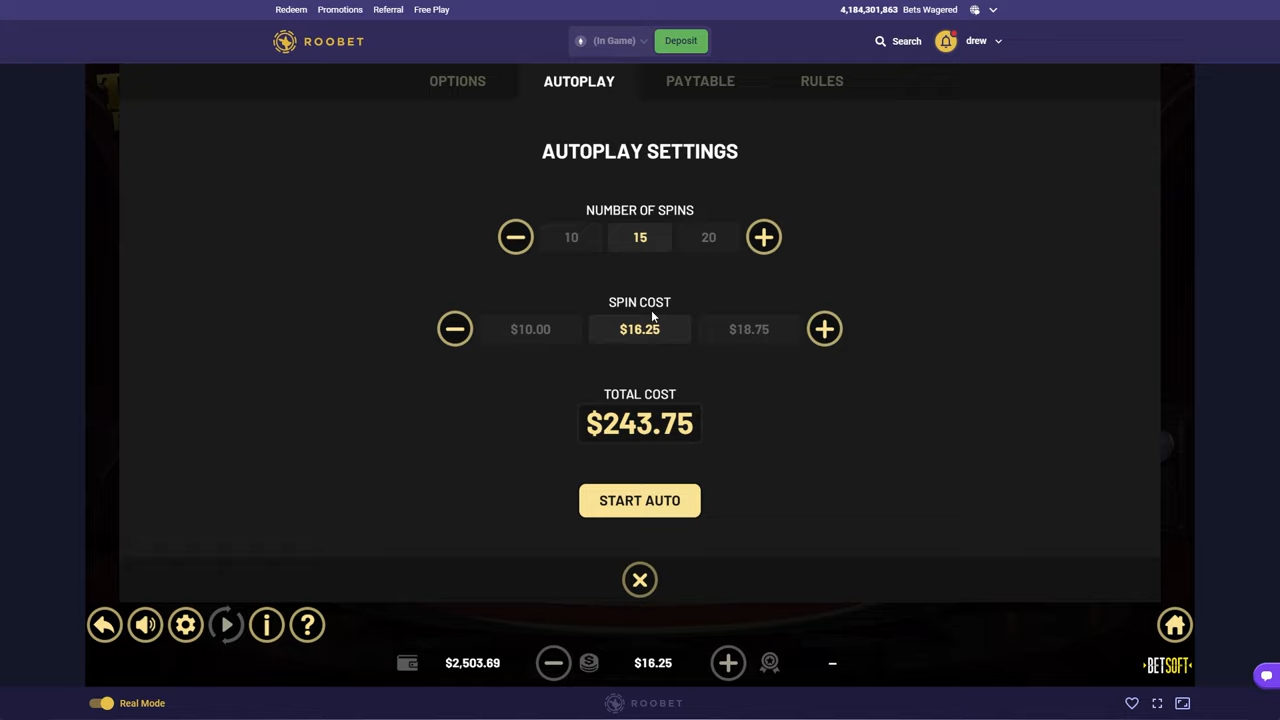 Redeem Promotions Referral Free Play 4,184,301,863 Bets Wagered
ROOBET (In Game) Deposit Search drew
OPTIONS AUTOPLAY PAYTABLE RULES
AUTOPLAY SETTINGS
NUMBER OF SPINS
10 15 20
SPIN COST
$10.00 $16.25 $18.75
TOTAL COST
$243.75
START AUTO
$2,503.69 $16.25 –
BETSOFT
Real Mode ROOBET